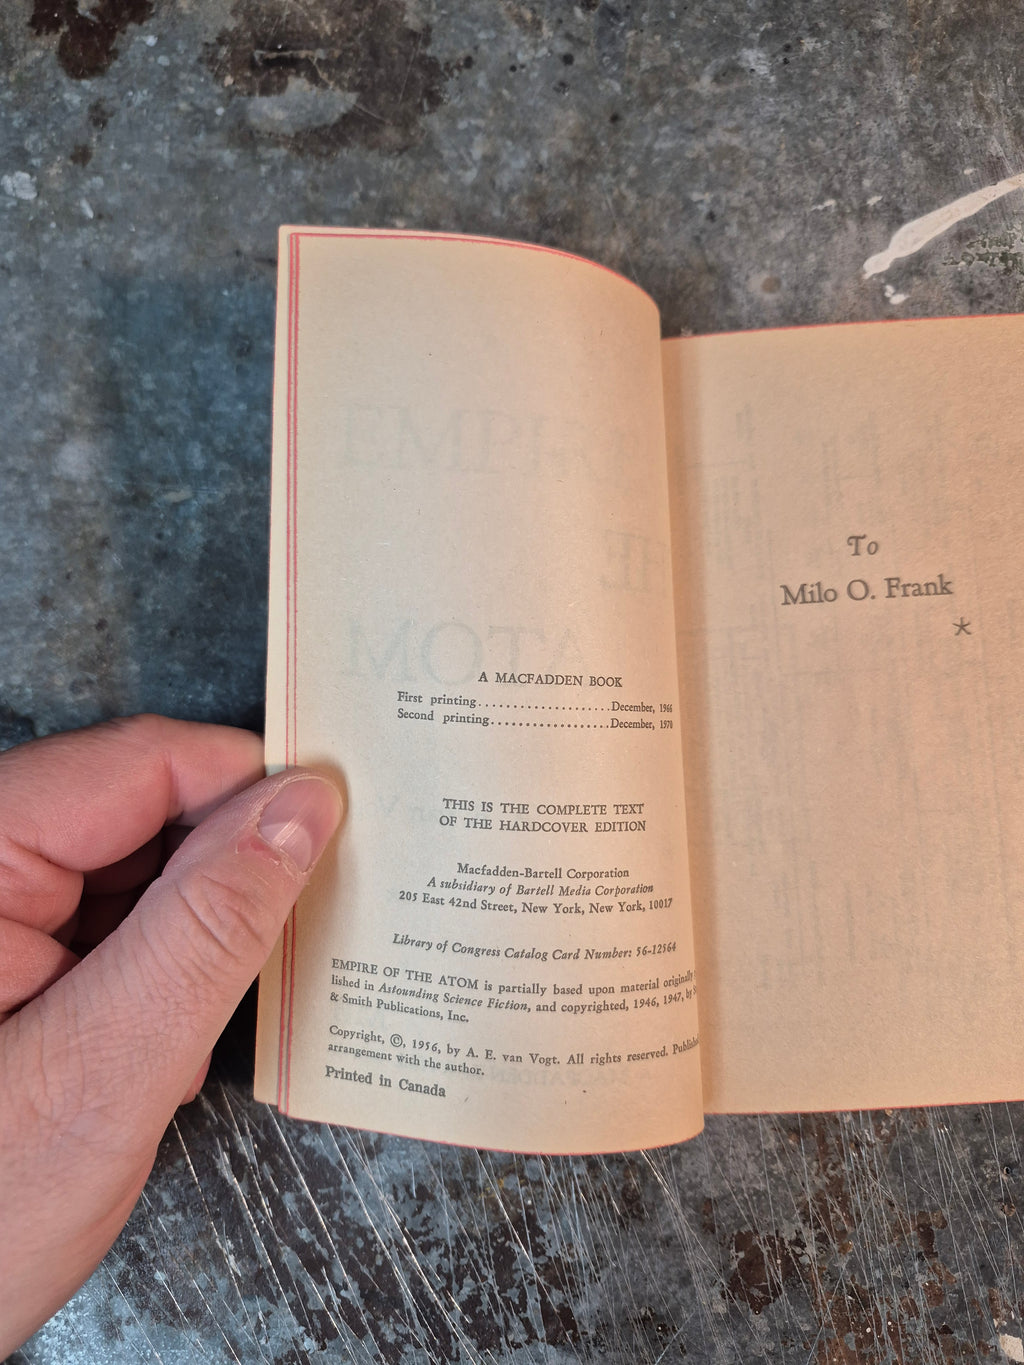 A MACFADDEN BOOK
First printing....................December, 1966
Second printing..................December, 1970
THIS IS THE COMPLETE TEXT
OF THE HARDCOVER EDITION
Macfadden-Bartell Corporation
A subsidiary of Bartell Media Corporation
205 East 42nd Street, New York, New York, 10017
Library of Congress Catalog Card Number: 56-12564
EMPIRE OF THE ATOM is partially based upon material originally
lished in Astounding Science Fiction, and copyrighted, 1946, 1947, by
& Smith Publications, Inc.
Copyright, ©, 1956, by A. E. van Vogt. All rights reserved.
arrangement with the author.
Printed in Canada
To
Milo O. Frank
*